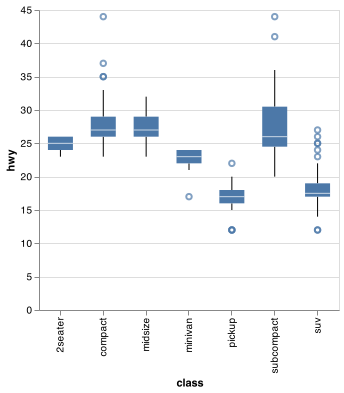 45
40
35
30
25
20
15
10
5
0
hwy
2seater
compact
midsize
minivan
pickup
subcompact
suv
class